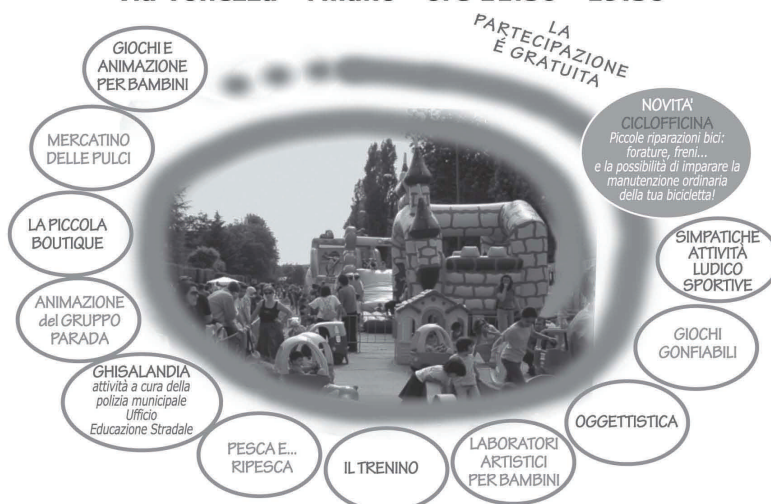 LA
PARTECIPAZIONE
É GRATUITA
GIOCHI E
ANIMAZIONE
PER BAMBINI
MERCATINO
DELLE PULCI
LA PICCOLA
BOUTIQUE
ANIMAZIONE
del GRUPPO
PARADA
GHISALANDIA
attività a cura della
polizia municipale
Ufficio
Educazione Stradale
PESCA E...
RIPESCA
IL TRENINO
LABORATORI
ARTISTICI
PER BAMBINI
OGGETTISTICA
GIOCHI
GONFIABILI
SIMPATICHE
ATTIVITÀ
LUDICO
SPORTIVE
NOVITA'
CICLOFFICINA
Piccole riparazioni bici:
forature, freni...
e la possibilità di imparare la
manutenzione ordinaria
della tua bicicletta!